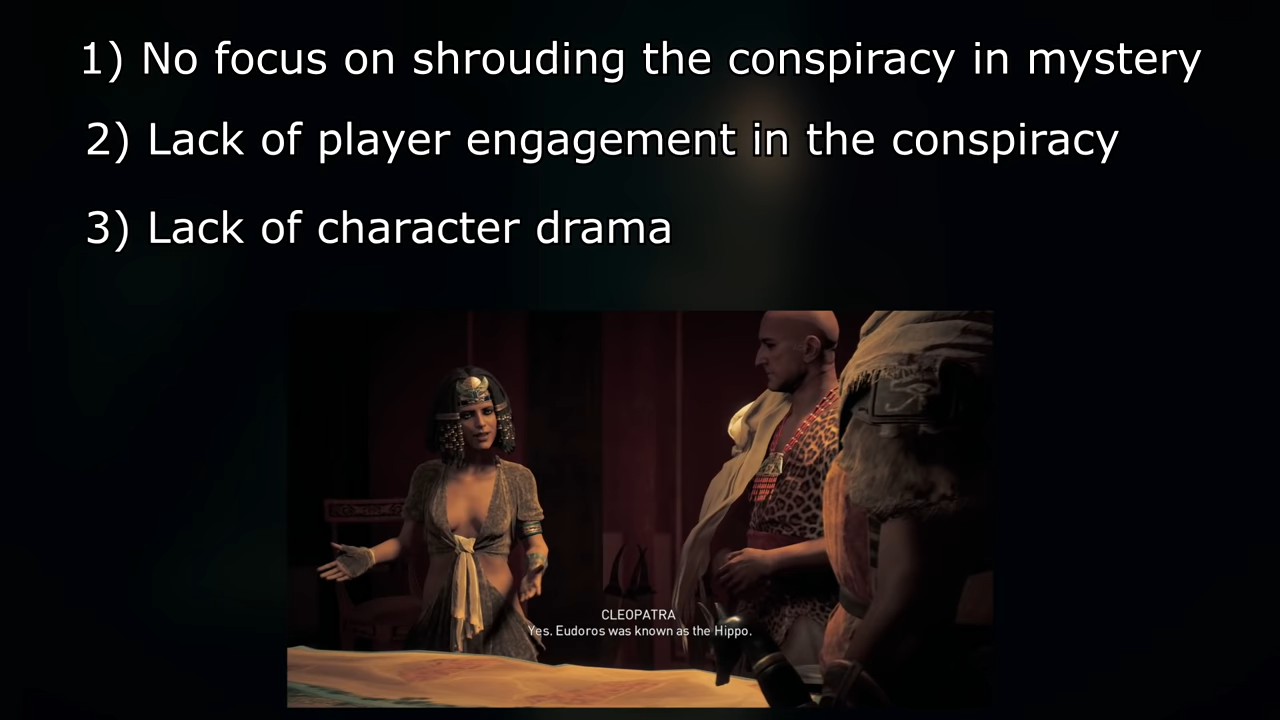 1) No focus on shrouding the conspiracy in mystery
2) Lack of player engagement in the conspiracy
3) Lack of character drama
CLEOPATRA
Yes. Eudoros was known as the Hippo.